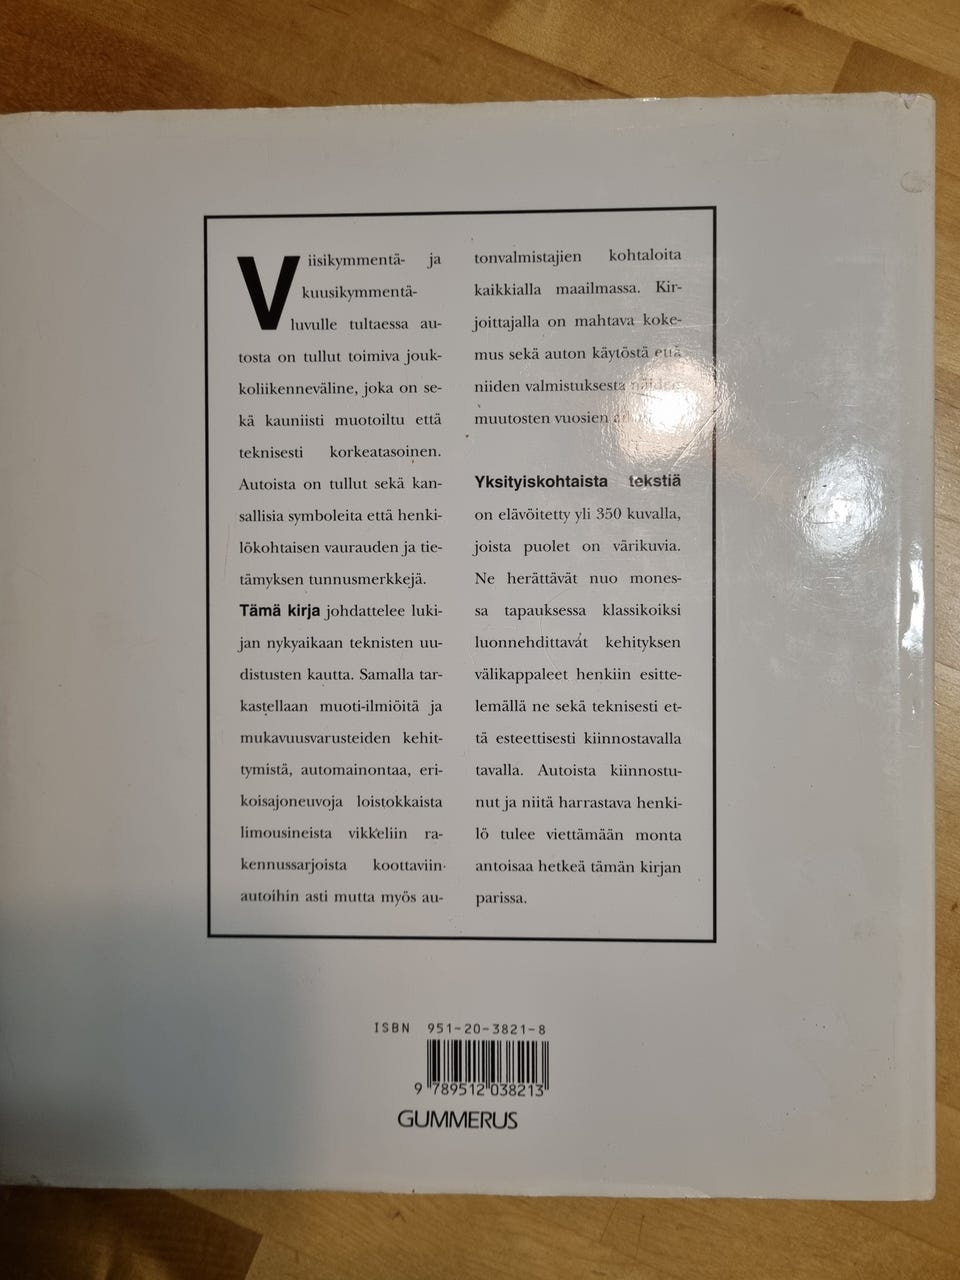 Viisikymmentä- ja
kuusikymmentä-
luvulle tultaessa au-
tosta on tullut toimiva jouk-
koliikenneväline, joka on se-
kä kauniisti muotoiltu että
teknisesti korkeatasoinen.
Autoista on tullut sekä kan-
sallisia symboleita että henki-
lökohtaisen vaurauden ja tie-
tämyksen tunnusmerkkejä.
Tämä kirja johdattelee luki-
jan nykyaikaan teknisten uu-
distusten kautta. Samalla tar-
kastellaan muoti-ilmiöitä ja
mukavuusvarusteiden kehit-
tymistä, automainontaa, eri-
koisajoneuvoja loistokkaista
limousineista vikkeliin ra-
kennussarjoista koottaviin
autoihin asti mutta myös au-
tonvalmistajien kohtaloita
kaikkialla maailmassa. Kir-
joittajalla on mahtava koke-
mus sekä auton käytöstä että
niiden valmistuksesta näiden
muutosten vuosien
Yksityiskohtaista tekstiä
on elävöitetty yli 350 kuvalla,
joista puolet on värikuvia.
Ne herättävät nuo mones-
sa tapauksessa klassikoiksi
luonnehdittavat kehityksen
välikappaleet henkiin esitte-
lemällä ne sekä teknisesti et-
tä esteettisesti kiinnostavalla
tavalla. Autoista kiinnostu-
nut ja niitä harrastava henki-
lö tulee viettämään monta
antoisaa hetkeä tämän kirjan
parissa.
ISBN 951-20-3821-8
9 789512 038213
GUMMERUS